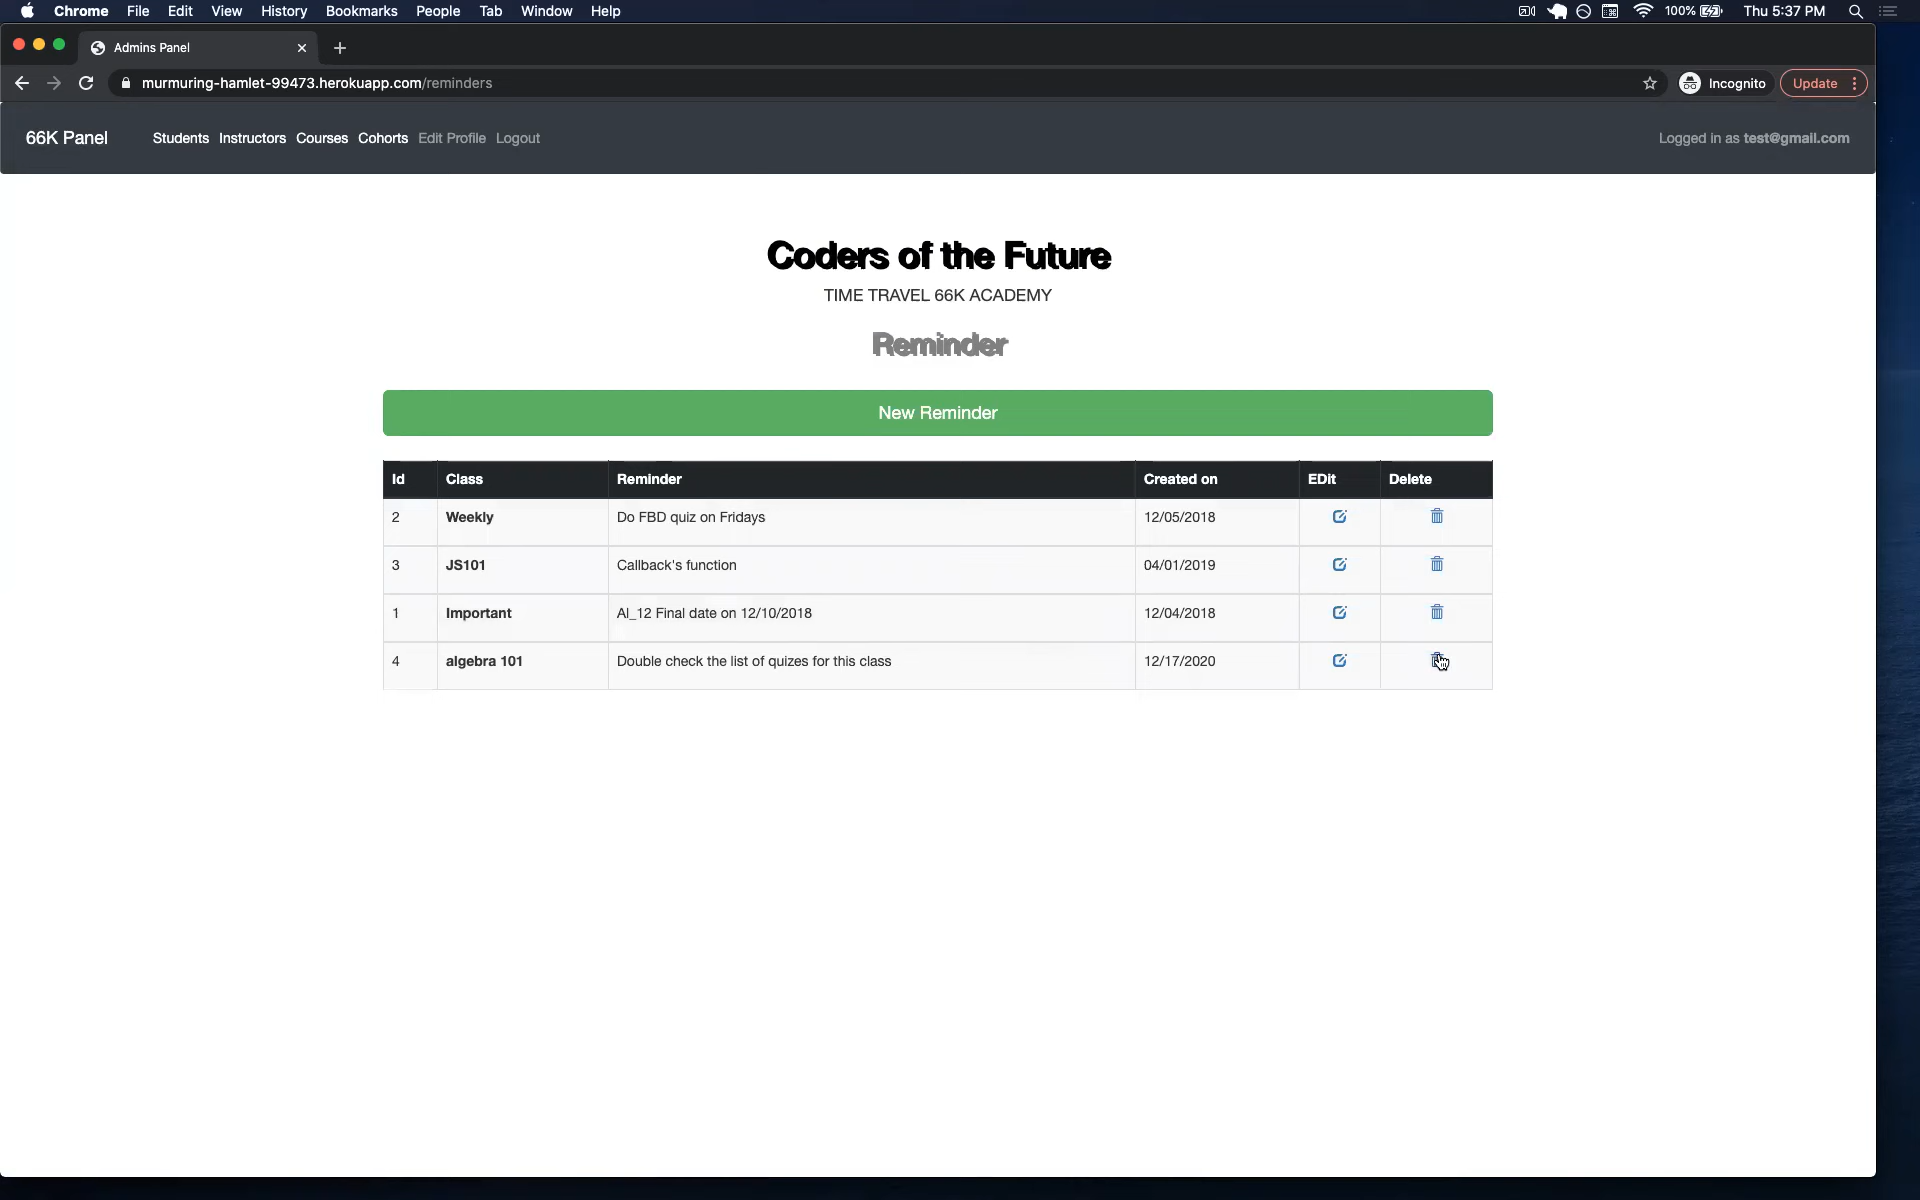 Chrome File Edit View History Bookmarks People Tab Window Help 100% Thu 5:37 PM
Admins Panel
murmuring-hamlet-99473.herokuapp.com/reminders Incognito Update
66K Panel Students Instructors Courses Cohorts Edit Profile Logout Logged in as test@gmail.com
Coders of the Future
TIME TRAVEL 66K ACADEMY
Reminder
New Reminder
Id Class Reminder Created on EDit Delete
2 Weekly Do FBD quiz on Fridays 12/05/2018
3 JS101 Callback's function 04/01/2019
1 Important Al_12 Final date on 12/10/2018 12/04/2018
4 algebra 101 Double check the list of quizes for this class 12/17/2020